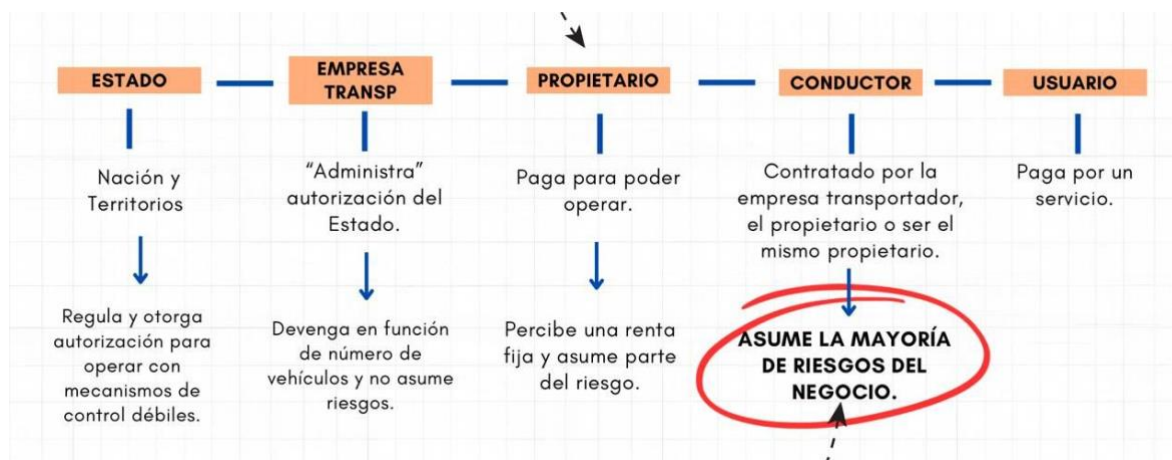 ESTADO
EMPRESA
TRANSP
PROPIETARIO
CONDUCTOR
USUARIO
Nación y
Territorios
"Administra"
autorización del
Estado.
Paga para poder
operar.
Contratado por la
empresa transportador,
el propietario o ser el
mismo propietario.
Paga por un
servicio.
Regula y otorga
autorización para
operar con
mecanismos de
control débiles.
Devenga en función
de número de
vehículos y no asume
riesgos.
Percibe una renta
fija y asume parte
del riesgo.
ASUME LA MAYORÍA
DE RIESGOS DEL
NEGOCIO.